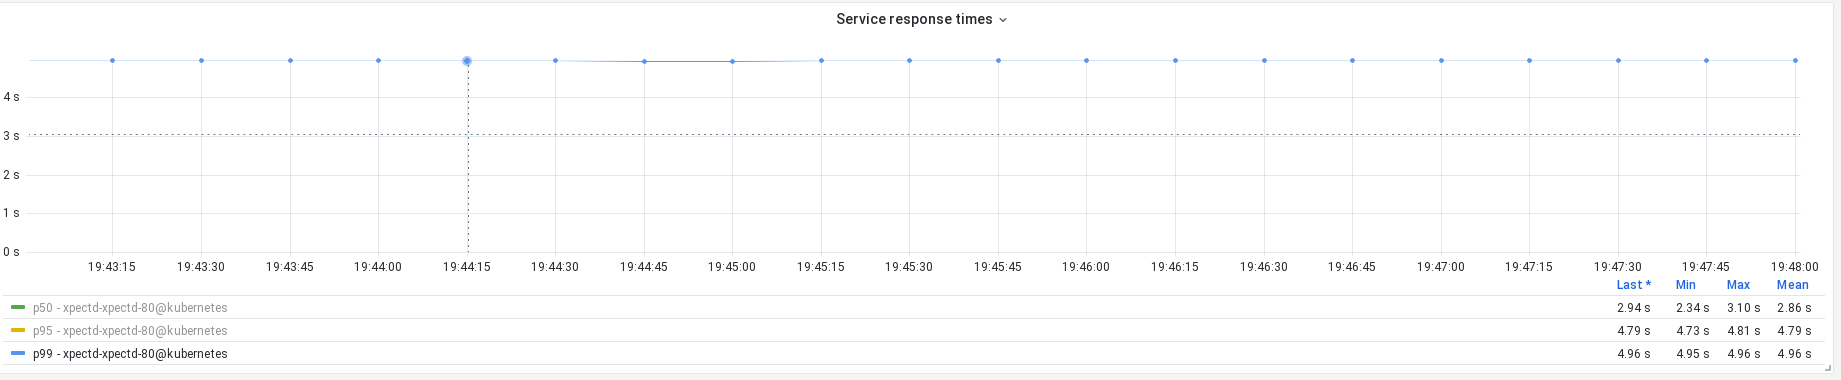 Service response times
4 s
3 s
2 s
1 s
0 s
19:43:15 19:43:30 19:43:45 19:44:00 19:44:15 19:44:30 19:44:45 19:45:00 19:45:15 19:45:30 19:45:45 19:46:00 19:46:15 19:46:30 19:46:45 19:47:00 19:47:15 19:47:30 19:47:45 19:48:00
Last * Min Max Mean
p50 - xpectd-xpectd-80@kubernetes 2.94 s 2.34 s 3.10 s 2.86 s
p95 - xpectd-xpectd-80@kubernetes 4.79 s 4.73 s 4.81 s 4.79 s
p99 - xpectd-xpectd-80@kubernetes 4.96 s 4.95 s 4.96 s 4.96 s